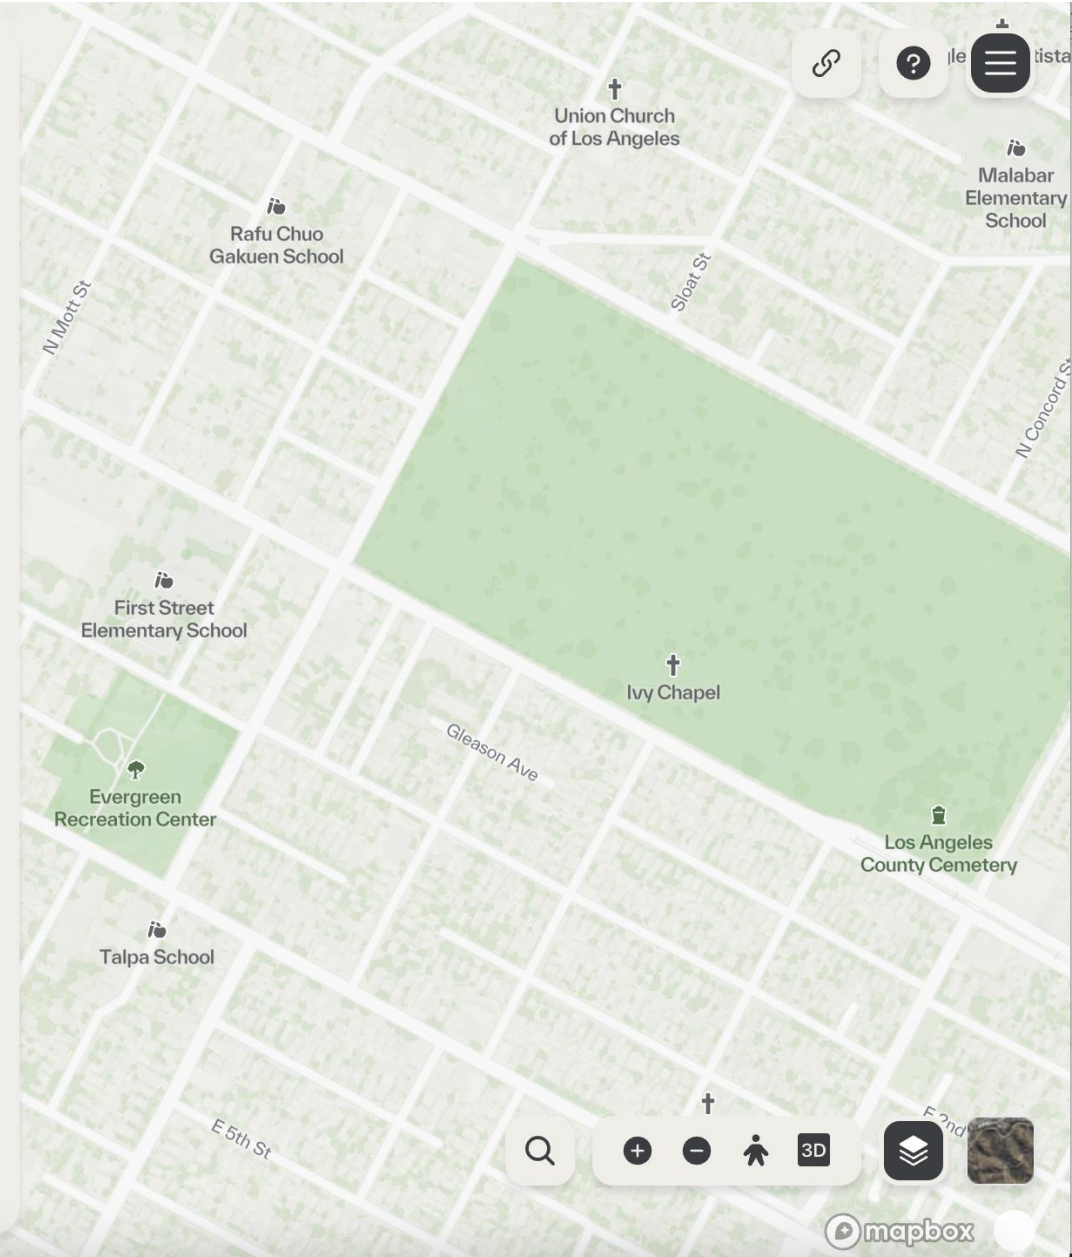 Union Church
of Los Angeles
Malabar
Elementary
School
Rafu Chuo
Gakuen School
N Mott St
Sloat St
N Concord St
First Street
Elementary School
Ivy Chapel
Gleason Ave
Evergreen
Recreation Center
Los Angeles
County Cemetery
Talpa School
E 5th St
E 2nd
3D
mapbox